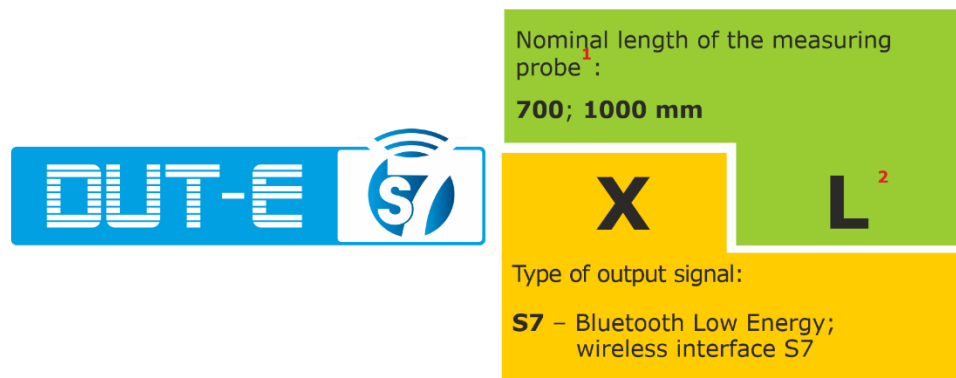 Nominal length of the measuring
probe¹:
700; 1000 mm
DUT-E S7
X
L²
Type of output signal:
S7 – Bluetooth Low Energy;
wireless interface S7